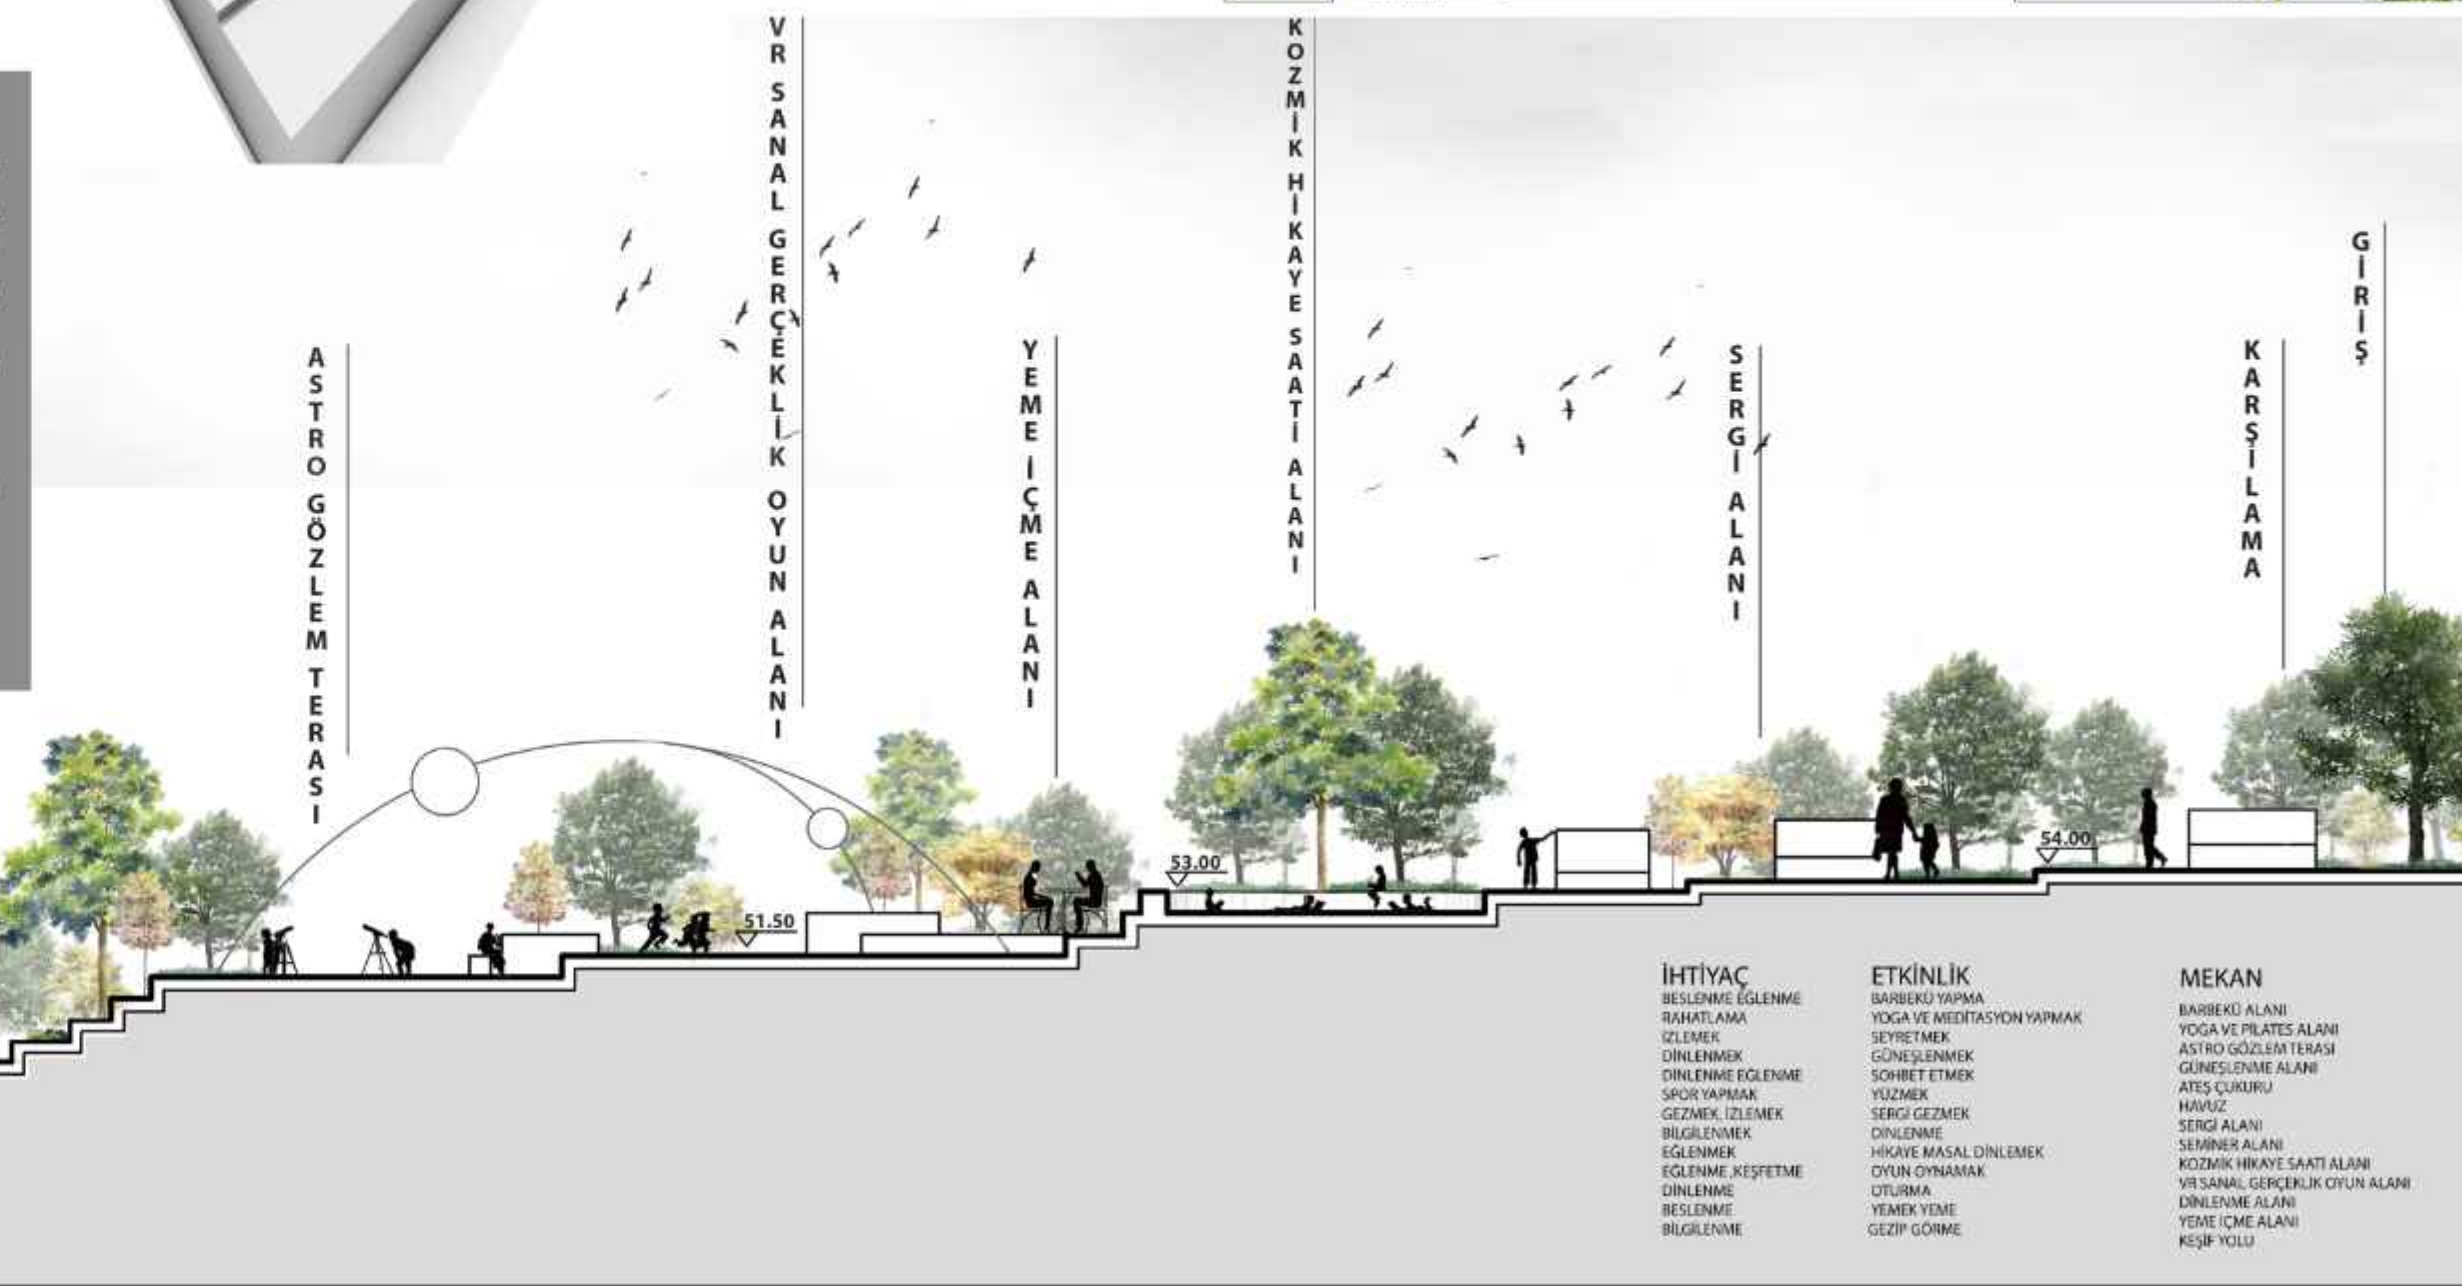 VR SANAL GERÇEKLİK OYUN ALANI
KOZMİK HİKAYE SAATİ ALANI
GİRİŞ
ASTRO GÖZLEM TERASI
YEME İÇME ALANI
SERGİ ALANI
KARŞİLAMA
51.50
53.00
54.00
İHTİYAÇ
BESLENME EĞLENME
RAHATLAMA
İZLEMEK
DİNLENMEK
DİNLENME EĞLENME
SPOR YAPMAK
GEZMEK, İZLEMEK
BİLGİLENMEK
EĞLENMEK
EĞLENME ,KEŞFETME
DİNLENME
BESLENME
BİLGİLENME
ETKİNLİK
BARBEKÜ YAPMA
YOGA VE MEDİTASYON YAPMAK
SEYRETMEK
GÜNEŞLENMEK
SOHBET ETMEK
YÜZMEK
SERGİ GEZMEK
DİNLENME
HİKAYE MASAL DİNLEMEK
OYUN OYNAMAK
OTURMA
YEMEK YEME
GEZİP GÖRME
MEKAN
BARBEKÜ ALANI
YOGA VE PİLATES ALANI
ASTRO GÖZLEM TERASI
GÜNEŞLENME ALANI
ATEŞ ÇUKURU
HAVUZ
SERGİ ALANI
SEMİNER ALANI
KOZMİK HİKAYE SAATİ ALANI
VR SANAL GERÇEKLİK OYUN ALANI
DİNLENME ALANI
YEME İÇME ALANI
KEŞİF YOLU